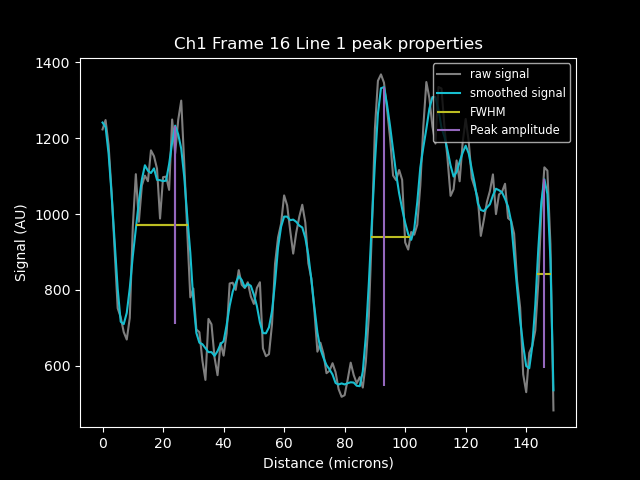 Ch1 Frame 16 Line 1 peak properties
raw signal
smoothed signal
FWHM
Peak amplitude
Signal (AU)
1400
1200
1000
800
600
0 20 40 60 80 100 120 140
Distance (microns)